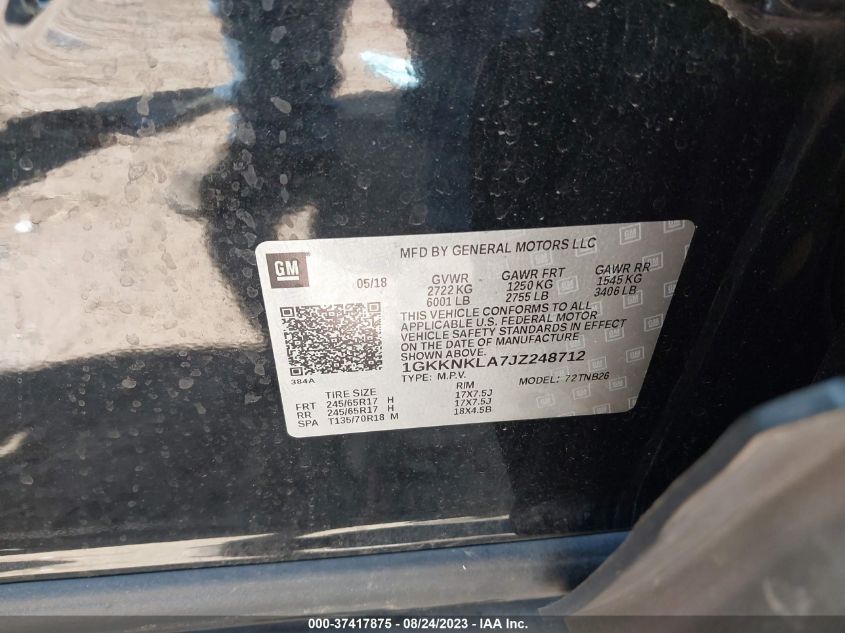 MFD BY GENERAL MOTORS LLC
GM
05/18
GVWR GAWR FRT GAWR RR
2722 KG 1250 KG 1545 KG
6001 LB 2755 LB 3406 LB
THIS VEHICLE CONFORMS TO ALL
APPLICABLE U.S. FEDERAL MOTOR
VEHICLE SAFETY STANDARDS IN EFFECT
ON THE DATE OF MANUFACTURE
SHOWN ABOVE.
1GKKNKLA7JZ248712
384A
TYPE: M.P.V. MODEL: 72TNB26
TIRE SIZE RIM
FRT 245/65R17 H 17X7.5J
RR 245/65R17 H 17X7.5J
SPA T135/70R18 M 18X4.5B
000-37417875 - 08/24/2023 - IAA Inc.